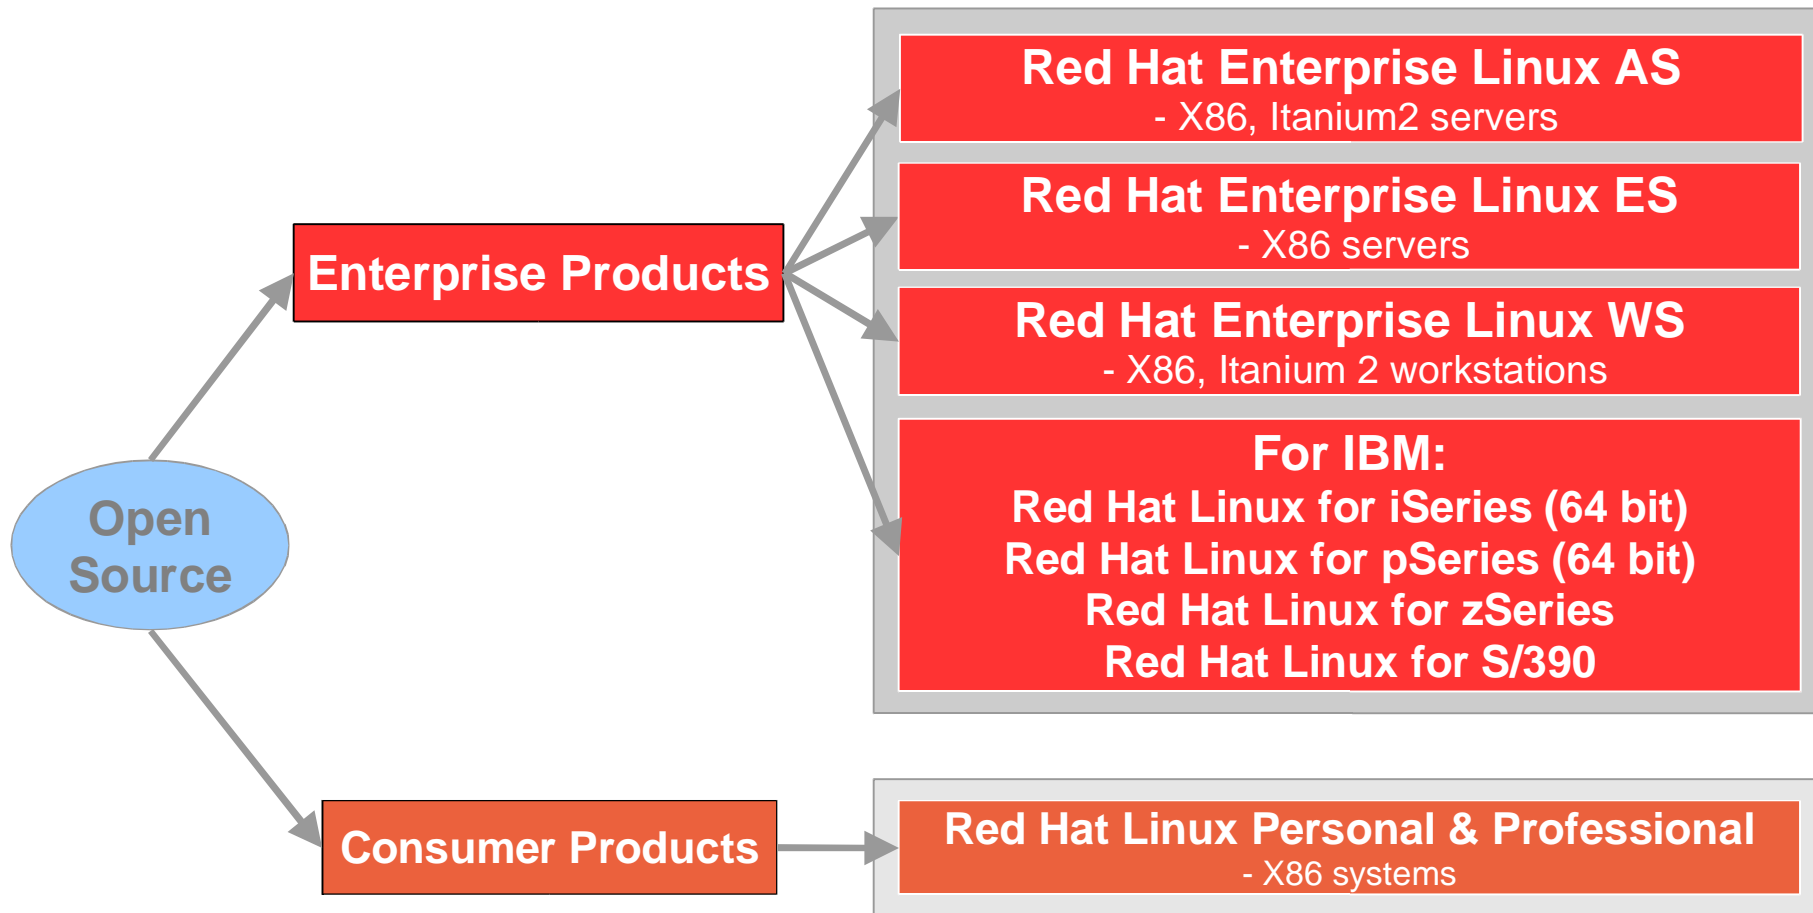 Red Hat Enterprise Linux AS
- X86, Itanium2 servers
Red Hat Enterprise Linux ES
- X86 servers
Enterprise Products
Red Hat Enterprise Linux WS
- X86, Itanium 2 workstations
For IBM:
Red Hat Linux for iSeries (64 bit)
Red Hat Linux for pSeries (64 bit)
Red Hat Linux for zSeries
Red Hat Linux for S/390
Open
Source
Consumer Products
Red Hat Linux Personal & Professional
- X86 systems